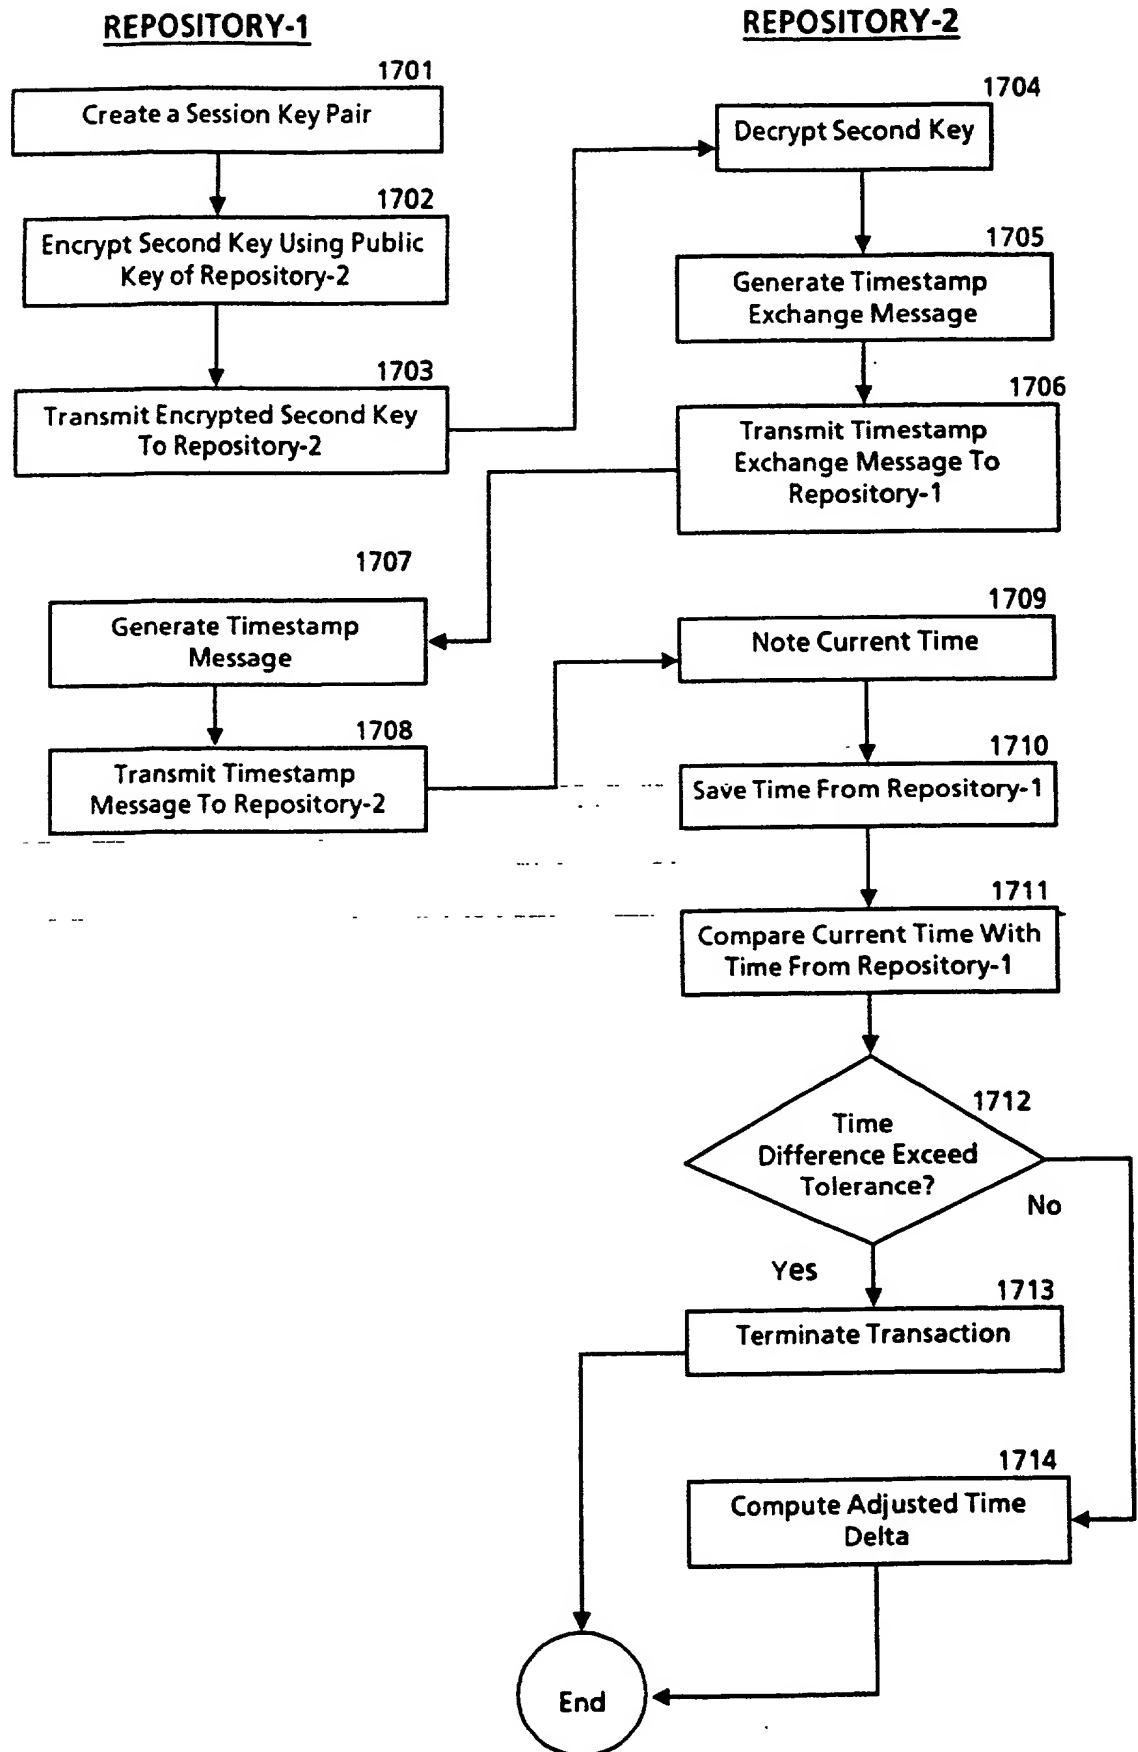 REPOSITORY-1
REPOSITORY-2
1701
Create a Session Key Pair
1702
Encrypt Second Key Using Public
Key of Repository-2
1703
Transmit Encrypted Second Key
To Repository-2
1704
Decrypt Second Key
1705
Generate Timestamp
Exchange Message
1706
Transmit Timestamp
Exchange Message To
Repository-1
1707
Generate Timestamp
Message
1708
Transmit Timestamp
Message To Repository-2
1709
Note Current Time
1710
Save Time From Repository-1
1711
Compare Current Time With
Time From Repository-1
1712
Time
Difference Exceed
Tolerance?
No
Yes
1713
Terminate Transaction
1714
Compute Adjusted Time
Delta
End